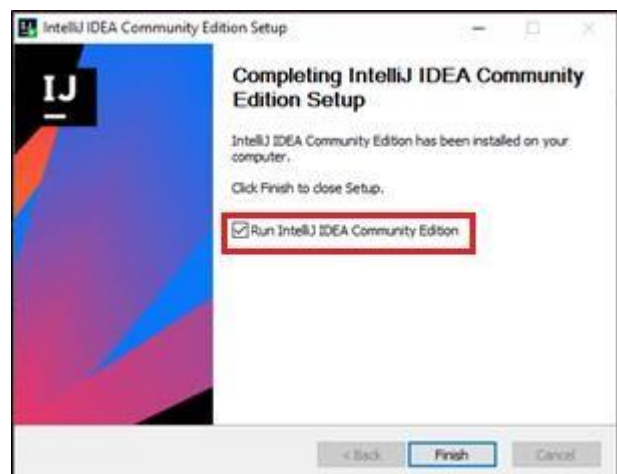 IntelliJ IDEA Community Edition Setup
IJ
Completing IntelliJ IDEA Community
Edition Setup
IntelliJ IDEA Community Edition has been installed on your
computer.
Click Finish to close Setup.
Run IntelliJ IDEA Community Edition
< Back
Finish
Cancel